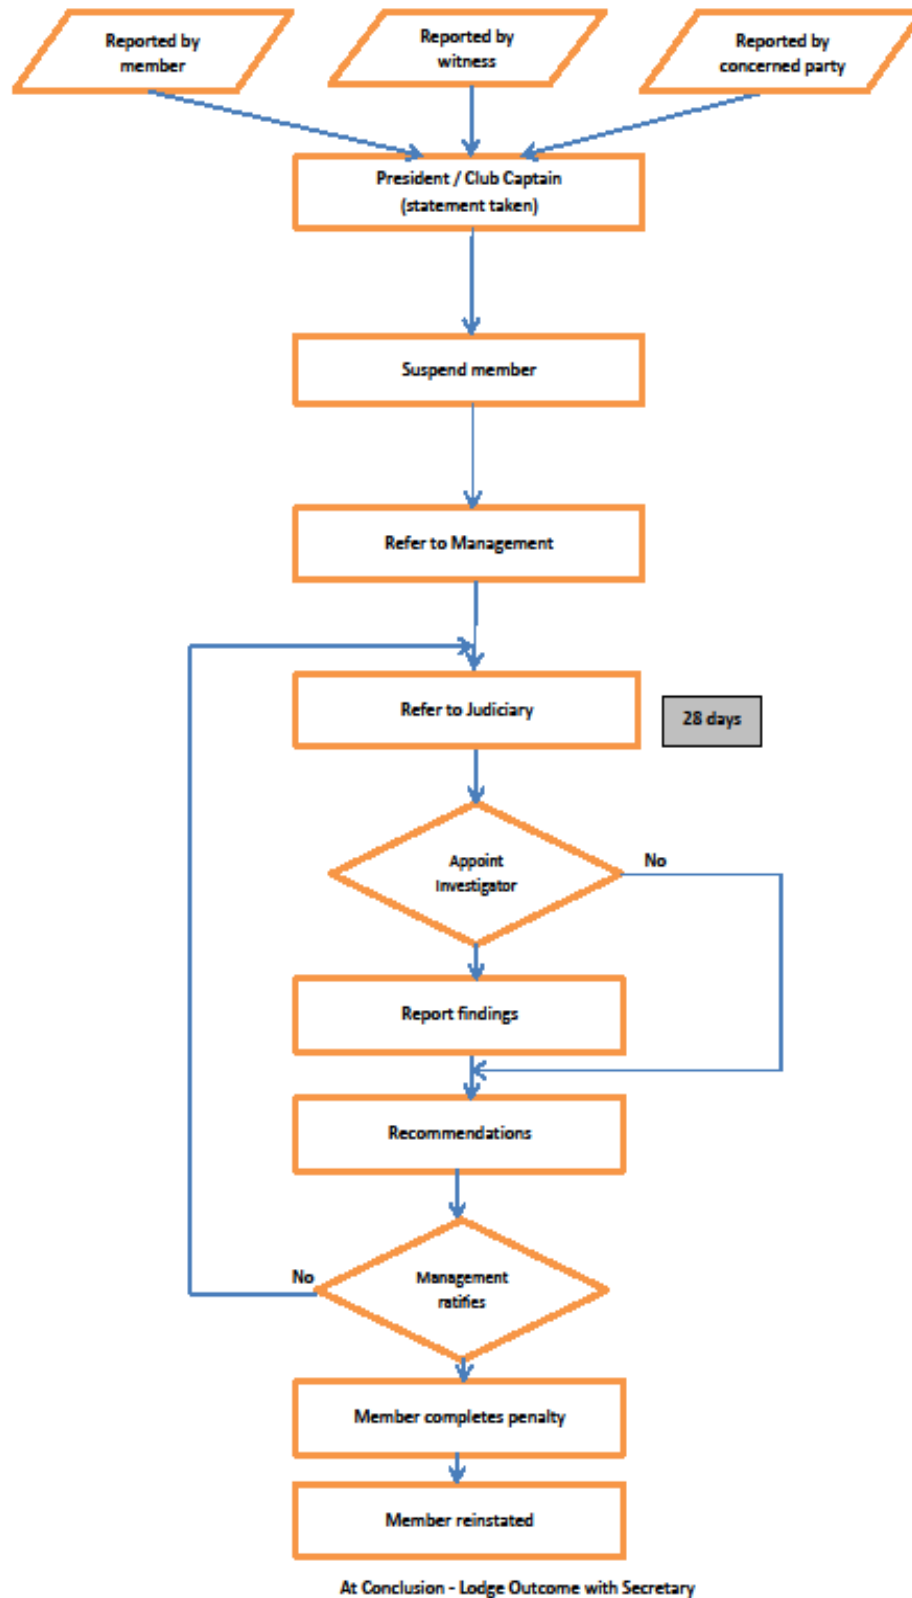 Reported by
member
Reported by
witness
Reported by
concerned party
President / Club Captain
(statement taken)
Suspend member
Refer to Management
Refer to Judiciary
28 days
Appoint
Investigator
No
Report findings
Recommendations
No
Management
ratifies
Member completes penalty
Member reinstated
At Conclusion - Lodge Outcome with Secretary